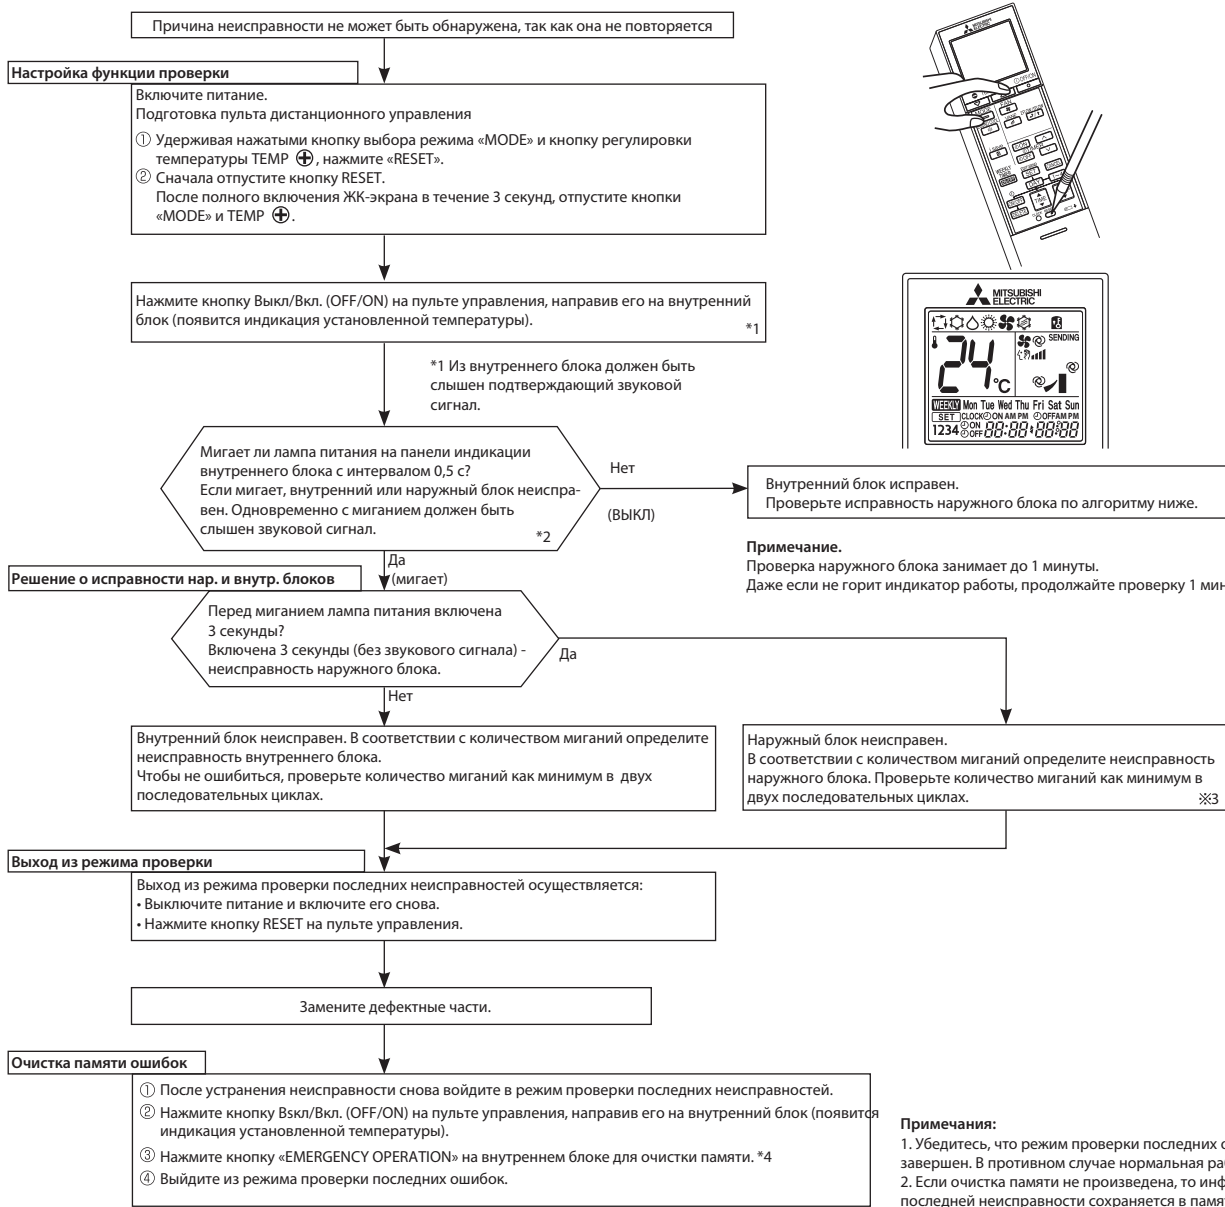 Причина неисправности не может быть обнаружена, так как она не повторяется
Настройка функции проверки
Включите питание.
Подготовка пульта дистанционного управления
① Удерживая нажатыми кнопку выбора режима «MODE» и кнопку регулировки
температуры TEMP ⊕, нажмите «RESET».
② Сначала отпустите кнопку RESET.
После полного включения ЖК-экрана в течение 3 секунд, отпустите кнопки
«MODE» и TEMP ⊕.
Нажмите кнопку Выкл/Вкл. (OFF/ON) на пульте управления, направив его на внутренний
блок (появится индикация установленной температуры).
*1
*1 Из внутреннего блока должен быть
слышен подтверждающий звуковой
сигнал.
MITSUBISHI
ELECTRIC
SENDING
24°C
WEEKLY Mon Tue Wed Thu Fri Sat Sun
SET CLOCK ON AM PM OFF AM PM
1234 ON OFF 88:88 88:88
Мигает ли лампа питания на панели индикации
внутреннего блока с интервалом 0,5 с?
Если мигает, внутренний или наружный блок неиспра-
вен. Одновременно с миганием должен быть
слышен звуковой сигнал.
*2
Нет
(ВЫКЛ)
Внутренний блок исправен.
Проверьте исправность наружного блока по алгоритму ниже.
Примечание.
Проверка наружного блока занимает до 1 минуты.
Даже если не горит индикатор работы, продолжайте проверку 1 мин
Да
(мигает)
Решение о исправности нар. и внутр. блоков
Перед миганием лампа питания включена
3 секунды?
Включена 3 секунды (без звукового сигнала) -
неисправность наружного блока.
Да
Нет
Внутренний блок неисправен. В соответствии с количеством миганий определите
неисправность внутреннего блока.
Чтобы не ошибиться, проверьте количество миганий как минимум в двух
последовательных циклах.
Наружный блок неисправен.
В соответствии с количеством миганий определите неисправность
наружного блока. Проверьте количество миганий как минимум в
двух последовательных циклах.
※3
Выход из режима проверки
Выход из режима проверки последних неисправностей осуществляется:
• Выключите питание и включите его снова.
• Нажмите кнопку RESET на пульте управления.
Замените дефектные части.
Очистка памяти ошибок
① После устранения неисправности снова войдите в режим проверки последних неисправностей.
② Нажмите кнопку Вskл/Вкл. (OFF/ON) на пульте управления, направив его на внутренний блок (появится
индикация установленной температуры).
③ Нажмите кнопку «EMERGENCY OPERATION» на внутреннем блоке для очистки памяти. *4
④ Выйдите из режима проверки последних ошибок.
Примечания:
1. Убедитесь, что режим проверки последних
завершен. В противном случае нормальная
2. Если очистка памяти не произведена, то
последней неисправности сохраняется в